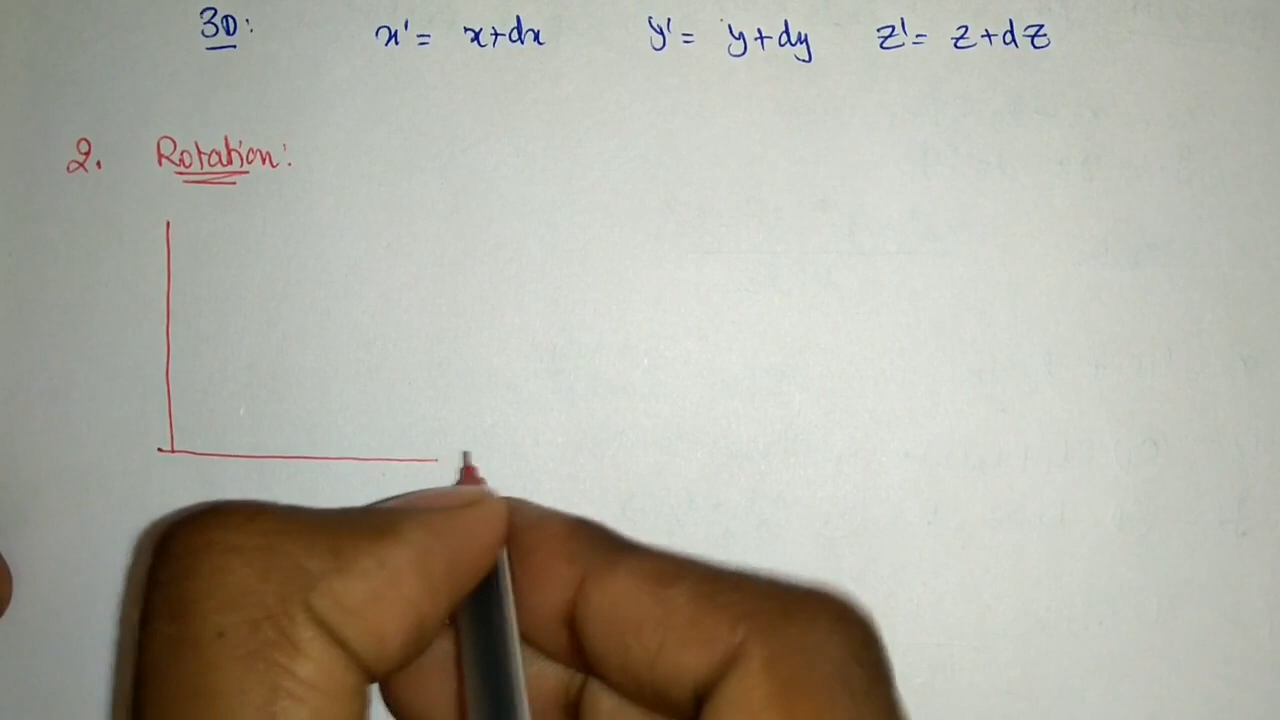 3D: x' = x+dx y' = y+dy z' = z+dz
2. Rotation: